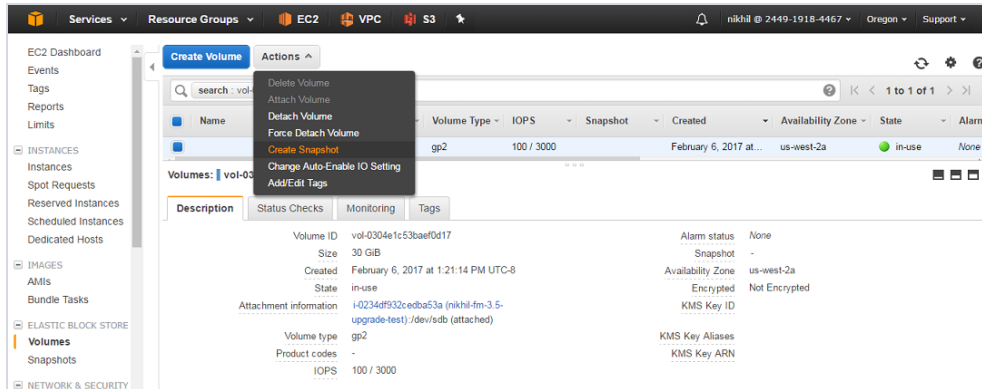 Services Resource Groups EC2 VPC S3 nikhil @ 2449-1918-4467 Oregon Support
EC2 Dashboard
Events
Tags
Reports
Limits
INSTANCES
Instances
Spot Requests
Reserved Instances
Scheduled Instances
Dedicated Hosts
IMAGES
AMIs
Bundle Tasks
ELASTIC BLOCK STORE
Volumes
Snapshots
NETWORK & SECURITY
Create Volume Actions
search : vol- 1 to 1 of 1
Delete Volume
Attach Volume
Detach Volume
Force Detach Volume
Create Snapshot
Change Auto-Enable IO Setting
Add/Edit Tags
Name Volume Type IOPS Snapshot Created Availability Zone State Alarm
gp2 100 / 3000 February 6, 2017 at... us-west-2a in-use None
Volumes: vol-03
Description Status Checks Monitoring Tags
Volume ID vol-0304e1c53baef0d17
Size 30 GiB
Created February 6, 2017 at 1:21:14 PM UTC-8
State in-use
Attachment information i-0234df932cedba53a (nikhil-fm-3.5-
upgrade-test):/dev/sdb (attached)
Volume type gp2
Product codes -
IOPS 100 / 3000
Alarm status None
Snapshot -
Availability Zone us-west-2a
Encrypted Not Encrypted
KMS Key ID
KMS Key Aliases
KMS Key ARN